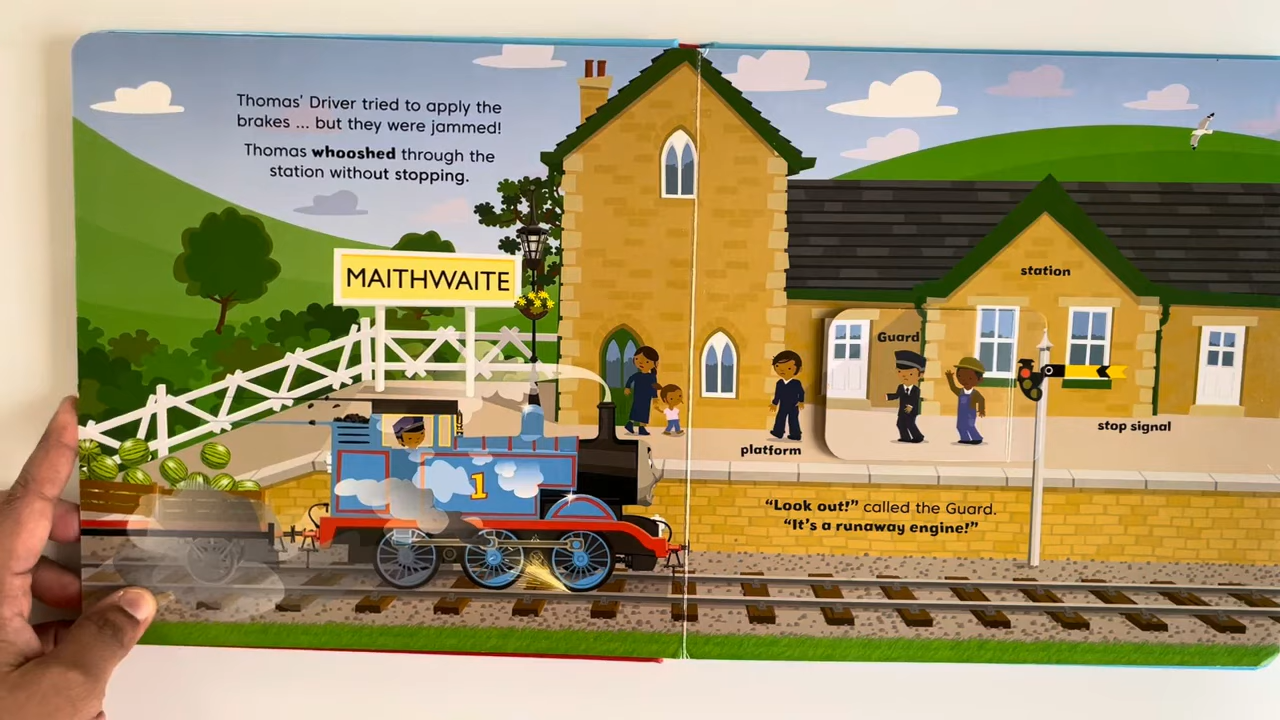 Thomas' Driver tried to apply the
brakes ... but they were jammed!
Thomas whooshed through the
station without stopping.
MAITHWAITE
1
station
Guard
stop signal
platform
"Look out!" called the Guard.
"It's a runaway engine!"